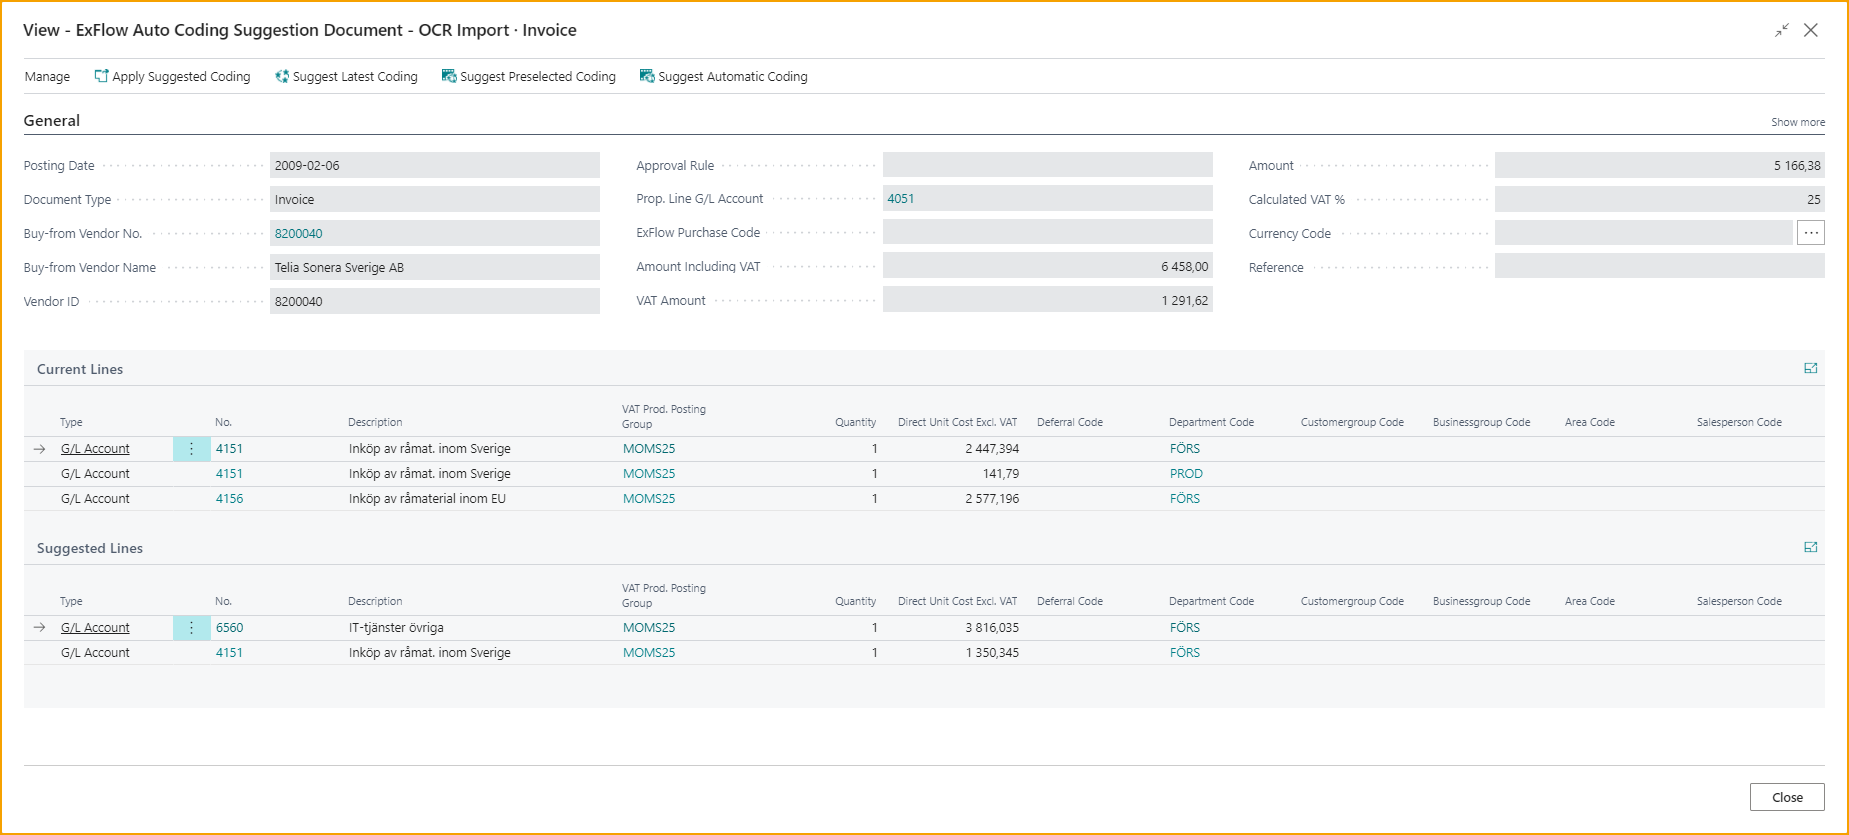 View - ExFlow Auto Coding Suggestion Document - OCR Import · Invoice
Manage Apply Suggested Coding Suggest Latest Coding Suggest Preselected Coding Suggest Automatic Coding
General Show more
Posting Date 2009-02-06 Approval Rule Amount 5 166,38
Document Type Invoice Prop. Line G/L Account 4051 Calculated VAT % 25
Buy-from Vendor No. 8200040 ExFlow Purchase Code Currency Code
Buy-from Vendor Name Telia Sonera Sverige AB Amount Including VAT 6 458,00 Reference
Vendor ID 8200040 VAT Amount 1 291,62
Current Lines
Type No. Description VAT Prod. Posting Group Quantity Direct Unit Cost Excl. VAT Deferral Code Department Code Customergroup Code Businessgroup Code Area Code Salesperson Code
G/L Account 4151 Inköp av råmat. inom Sverige MOMS25 1 2 447,394 FÖRS
G/L Account 4151 Inköp av råmat. inom Sverige MOMS25 1 141,79 PROD
G/L Account 4156 Inköp av råmaterial inom EU MOMS25 1 2 577,196 FÖRS
Suggested Lines
Type No. Description VAT Prod. Posting Group Quantity Direct Unit Cost Excl. VAT Deferral Code Department Code Customergroup Code Businessgroup Code Area Code Salesperson Code
G/L Account 6560 IT-tjänster övriga MOMS25 1 3 816,035 FÖRS
G/L Account 4151 Inköp av råmat. inom Sverige MOMS25 1 1 350,345 FÖRS
Close